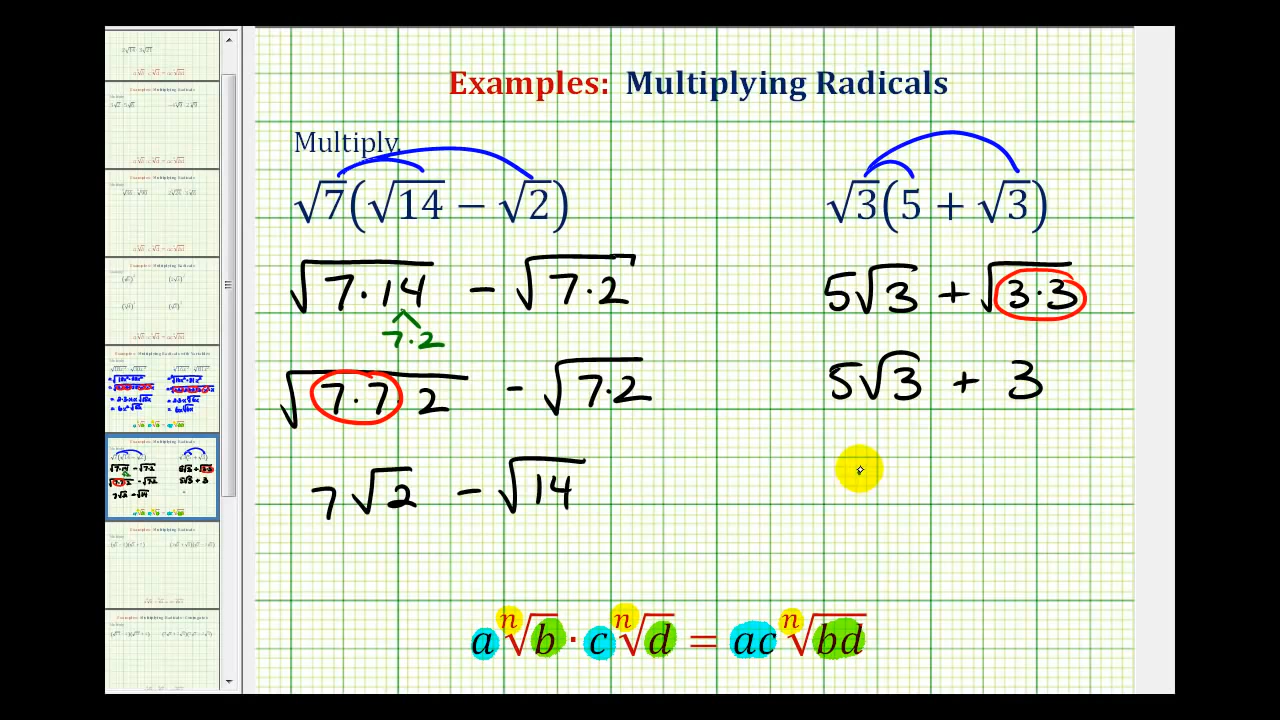 Examples: Multiplying Radicals
Multiply.
√7(√14 − √2)
√(7·14) − √(7·2)
7·2
√(7·7·2) − √(7·2)
7√2 − √14
√3(5 + √3)
5√3 + √(3·3)
5√3 + 3
a ⁿ√b · c ⁿ√d = ac ⁿ√bd